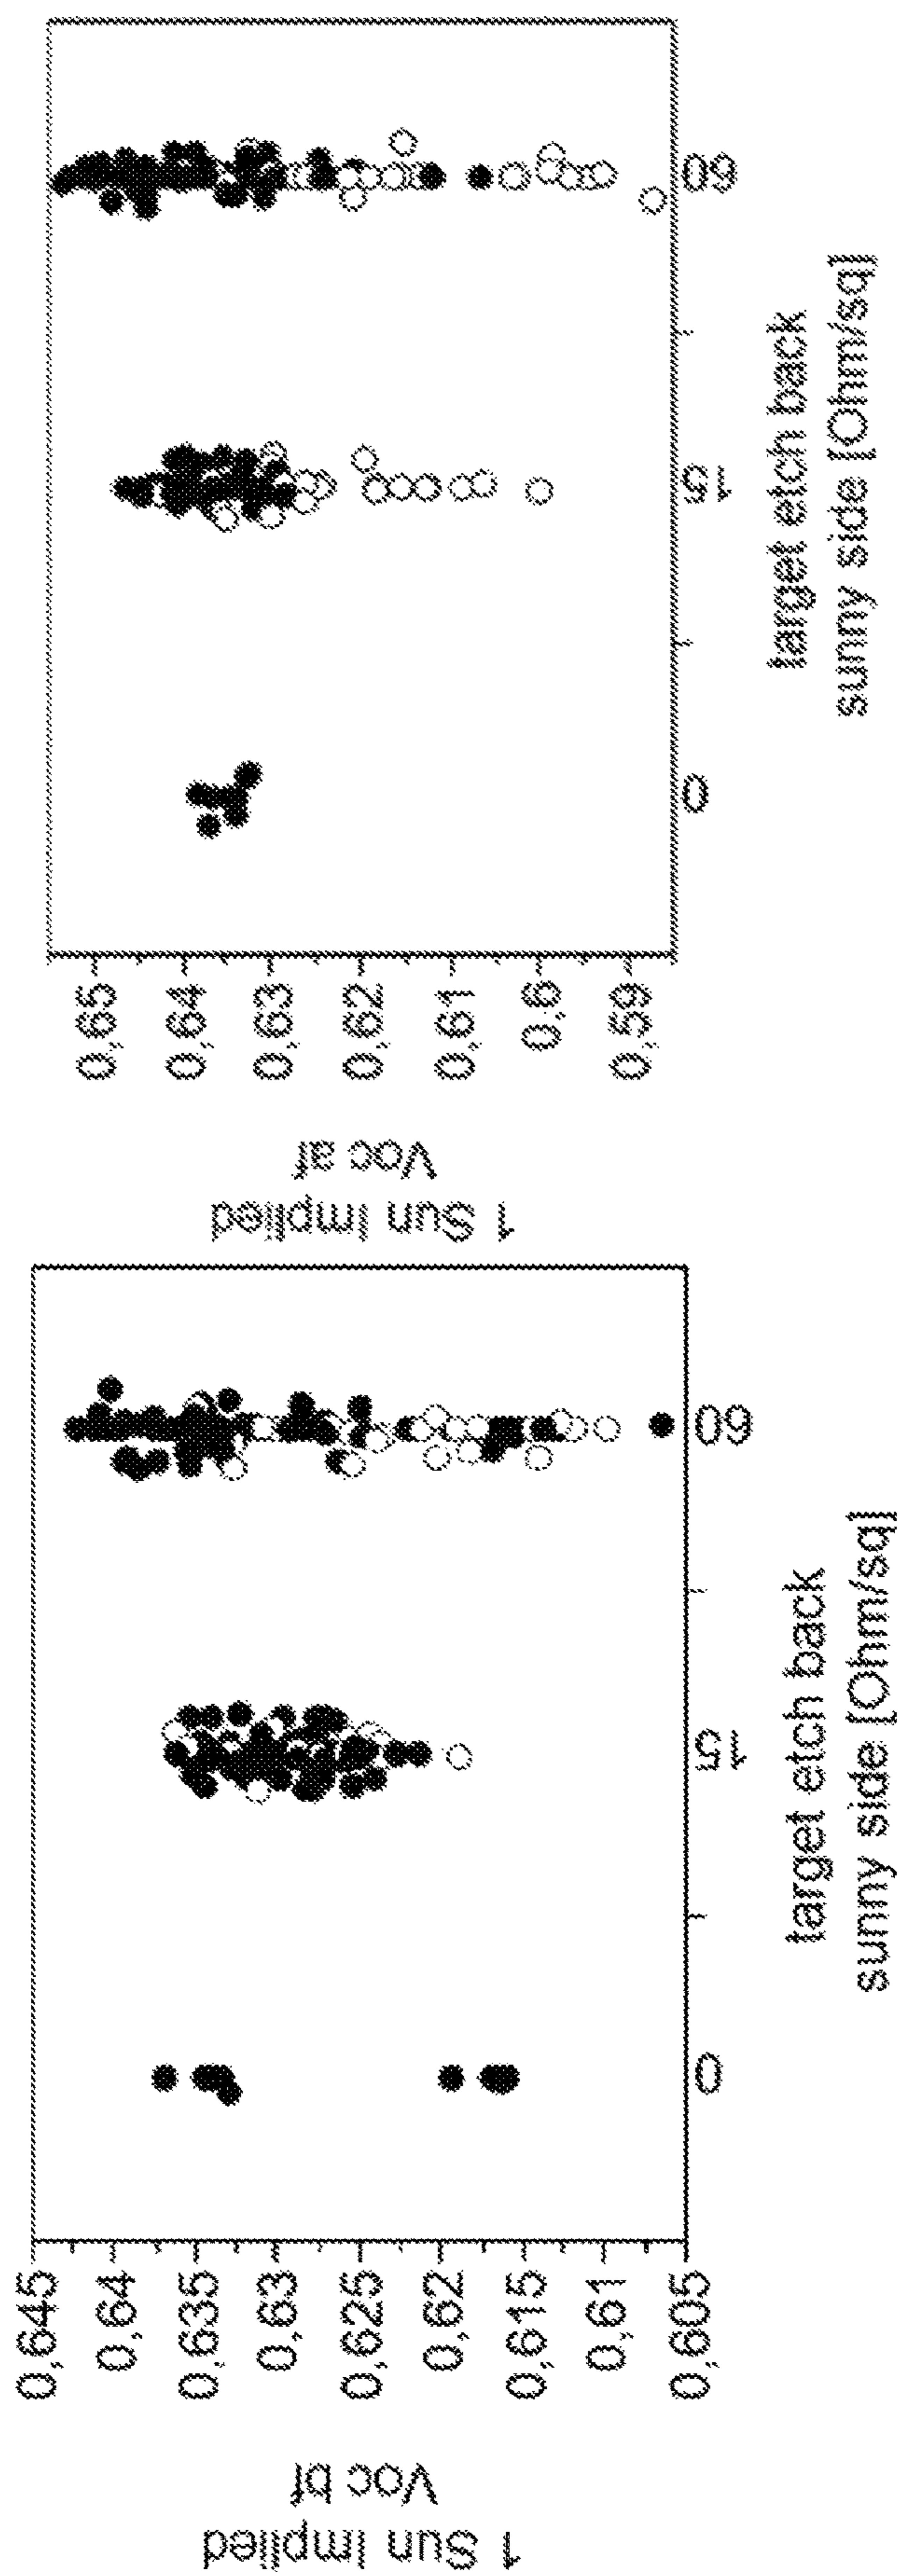 1 Sun Implied
Voc bf
0,645
0,64
0,635
0,63
0,625
0,62
0,615
0,61
0,605
0
15
60
target etch back
sunny side [Ohm/sq]
1 Sun Implied
Voc af
0,65
0,64
0,63
0,62
0,61
0,6
0,59
0
15
60
target etch back
sunny side [Ohm/sq]